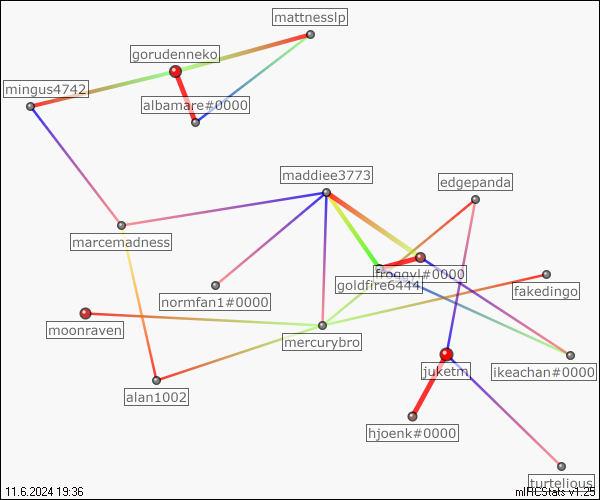 mattnesslp
gorudenneko
mingus4742
albamare#0000
maddiee3773
edgepanda
marcemadness
froggyl#0000
goldfire6444
fakedingo
normfan1#0000
moonraven
mercurybro
juketm
ikeachan#0000
alan1002
hjoenk#0000
turtelious
11.6.2024 19:36
mIRCStats v1.25